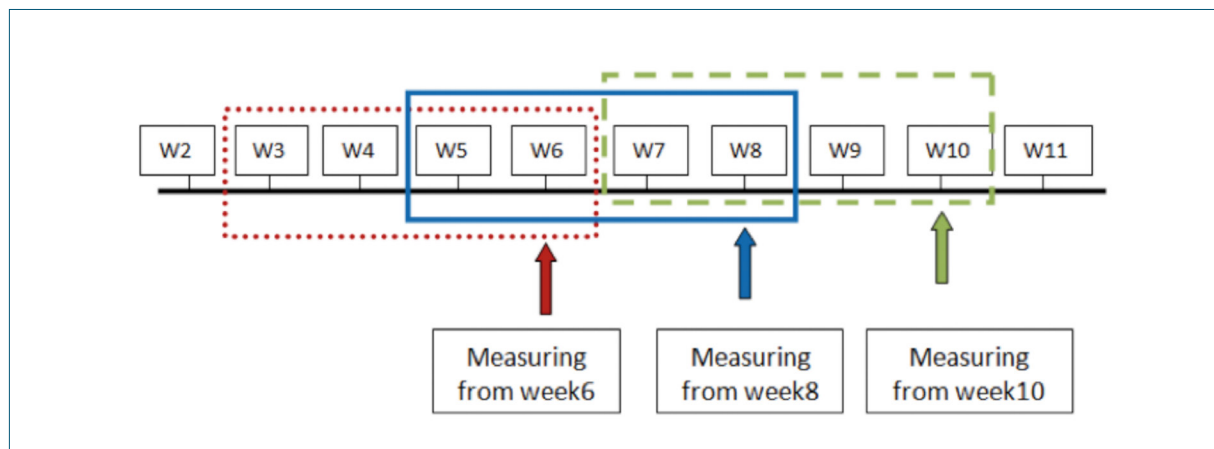 W2 W3 W4 W5 W6 W7 W8 W9 W10 W11
Measuring
from week6
Measuring
from week8
Measuring
from week10